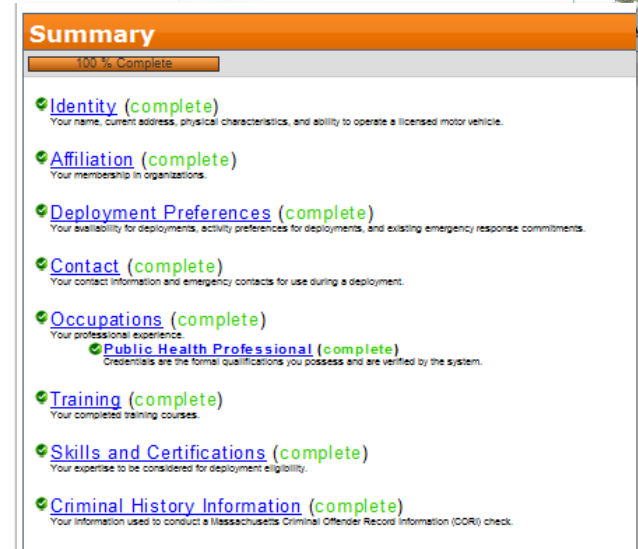 Summary
100 % Complete
Identity (complete)
Your name, current address, physical characteristics, and ability to operate a licensed motor vehicle.
Affiliation (complete)
Your membership in organizations.
Deployment Preferences (complete)
Your availability for deployments, activity preferences for deployments, and existing emergency response commitments.
Contact (complete)
Your contact information and emergency contacts for use during a deployment.
Occupations (complete)
Your professional experience.
Public Health Professional (complete)
Credentials are the formal qualifications you possess and are verified by the system.
Training (complete)
Your completed training courses.
Skills and Certifications (complete)
Your expertise to be considered for deployment eligibility.
Criminal History Information (complete)
Your information used to conduct a Massachusetts Criminal Offender Record Information (CORI) check.